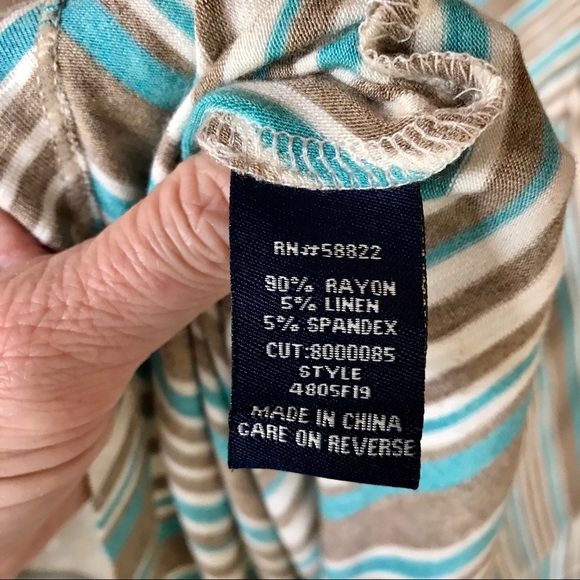 RN#58822
90% RAYON
5% LINEN
5% SPANDEX
CUT:8000085
STYLE
4805F19
MADE IN CHINA
CARE ON REVERSE